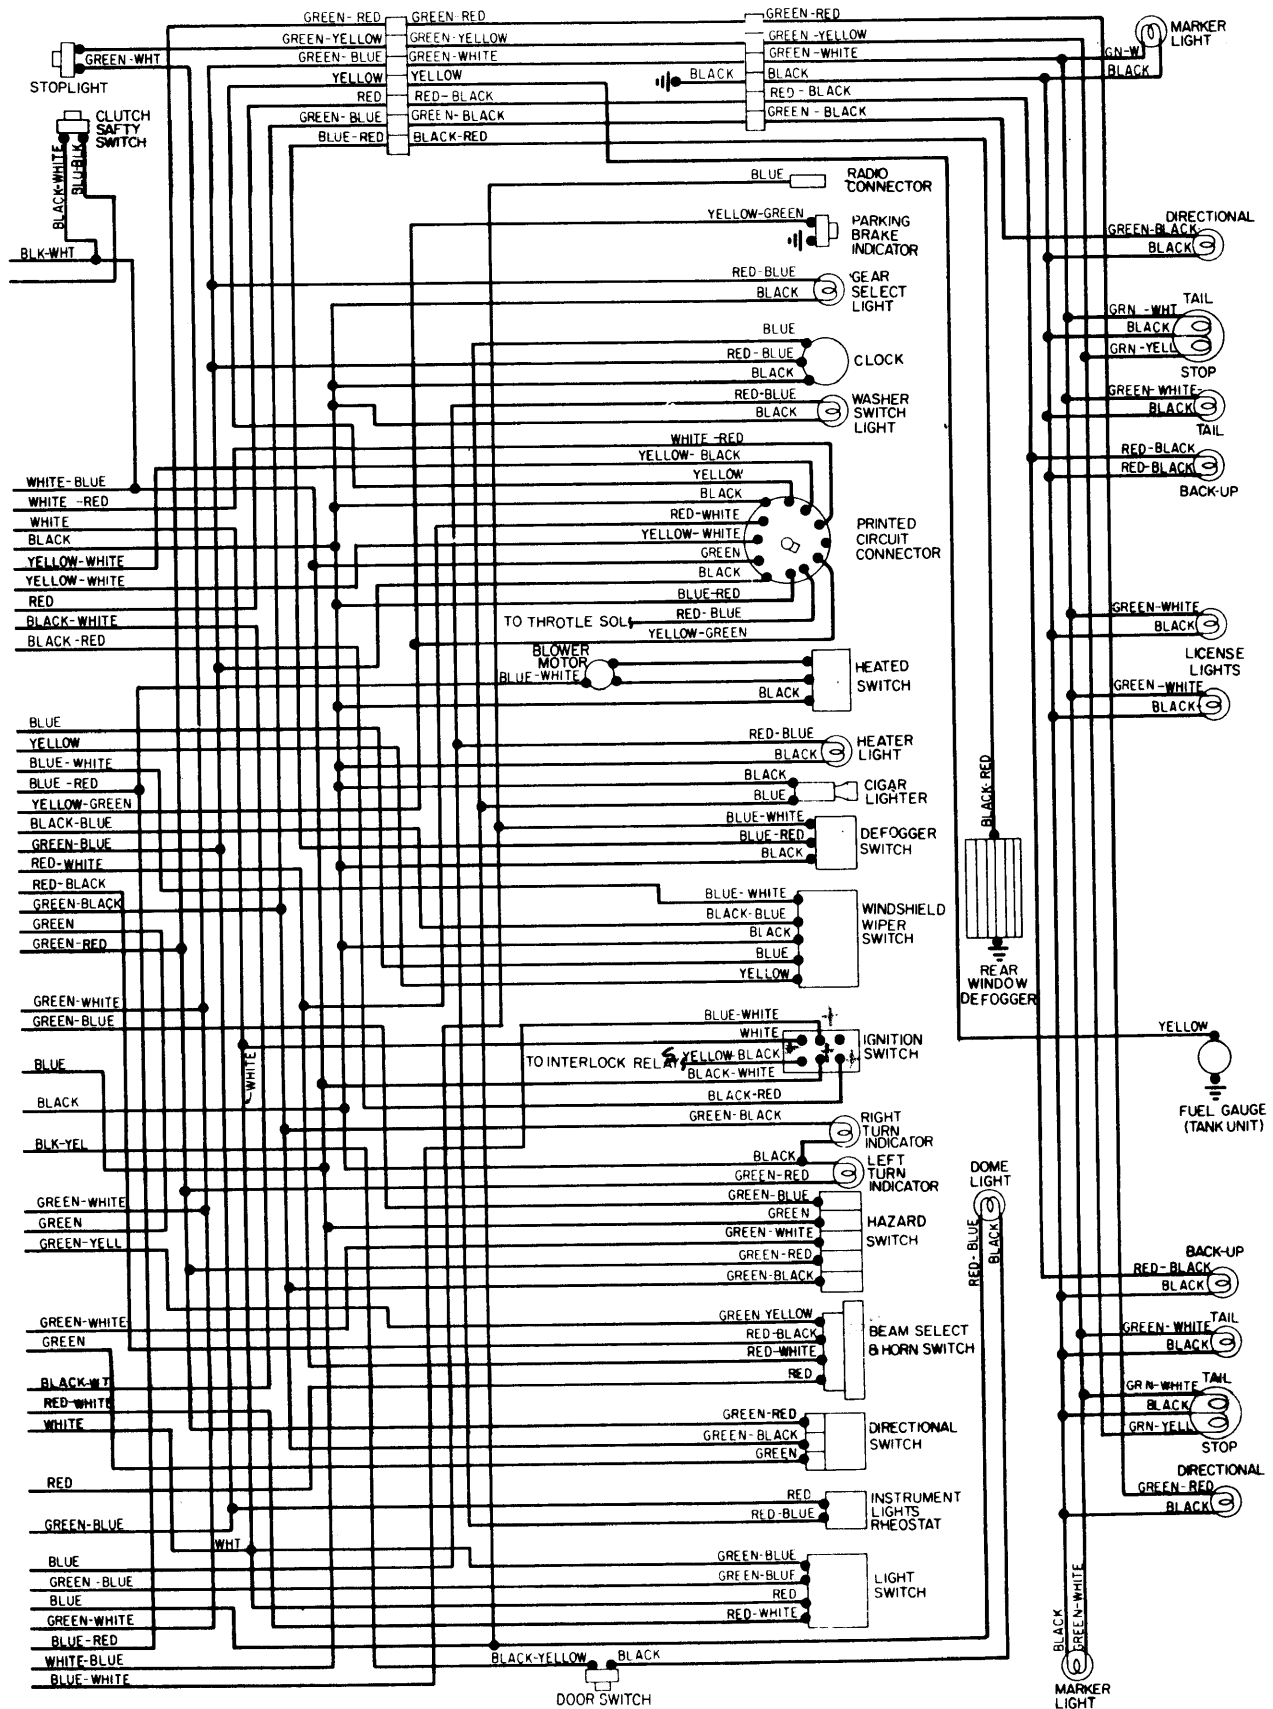 GREEN-RED GREEN-RED GREEN-RED
GREEN-YELLOW GREEN-YELLOW GREEN-YELLOW
GREEN-BLUE GREEN-WHITE GREEN-WHITE
YELLOW YELLOW BLACK BLACK
RED RED-BLACK RED-BLACK
GREEN-BLUE GREEN-BLACK GREEN-BLACK
BLUE-RED BLACK-RED
GREEN-WHT
STOPLIGHT
CLUTCH
SAFTY
SWITCH
BLACK-WHITE
BLU-BLK
BLK-WHT
GN-W
BLACK
MARKER
LIGHT
BLUE
RADIO
CONNECTOR
YELLOW-GREEN
PARKING
BRAKE
INDICATOR
RED-BLUE
BLACK
GEAR
SELECT
LIGHT
BLUE
RED-BLUE
BLACK
CLOCK
RED-BLUE
BLACK
WASHER
SWITCH
LIGHT
WHITE-RED
YELLOW-BLACK
YELLOW
BLACK
RED-WHITE
YELLOW-WHITE
GREEN
BLACK
BLUE-RED
RED-BLUE
YELLOW-GREEN
TO THROTLE SOL.
PRINTED
CIRCUIT
CONNECTOR
BLOWER
MOTOR
BLUE-WHITE
BLACK
HEATED
SWITCH
RED-BLUE
BLACK
HEATER
LIGHT
BLACK
BLUE
CIGAR
LIGHTER
BLUE-WHITE
BLUE-RED
BLACK
DEFOGGER
SWITCH
BLUE-WHITE
BLACK-BLUE
BLACK
BLUE
YELLOW
WINDSHIELD
WIPER
SWITCH
BLUE-WHITE
WHITE
YELLOW-BLACK
BLACK-WHITE
BLACK-RED
TO INTERLOCK RELAY
IGNITION
SWITCH
GREEN-BLACK
RIGHT
TURN
INDICATOR
BLACK
GREEN-RED
LEFT
TURN
INDICATOR
GREEN-BLUE
GREEN
GREEN-WHITE
GREEN-RED
GREEN-BLACK
HAZARD
SWITCH
GREEN YELLOW
RED-BLACK
RED-WHITE
RED
BEAM SELECT
& HORN SWITCH
GREEN-RED
GREEN-BLACK
GREEN
DIRECTIONAL
SWITCH
RED
RED-BLUE
INSTRUMENT
LIGHTS
RHEOSTAT
GREEN-BLUE
GREEN-BLUE
RED
RED-WHITE
LIGHT
SWITCH
BLACK-YELLOW
BLACK
DOOR SWITCH
WHITE-BLUE
WHITE-RED
WHITE
BLACK
YELLOW-WHITE
YELLOW-WHITE
RED
BLACK-WHITE
BLACK-RED
BLUE
YELLOW
BLUE-WHITE
BLUE-RED
YELLOW-GREEN
BLACK-BLUE
GREEN-BLUE
RED-WHITE
RED-BLACK
GREEN-BLACK
GREEN
GREEN-RED
GREEN-WHITE
GREEN-BLUE
WHITE
BLUE
BLACK
BLK-YEL
GREEN-WHITE
GREEN
GREEN-YELL
GREEN-WHITE
GREEN
BLACK-WT
RED-WHITE
WHITE
RED
GREEN-BLUE
WHT
BLUE
GREEN-BLUE
BLUE
GREEN-WHITE
BLUE-RED
WHITE-BLUE
BLUE-WHITE
DIRECTIONAL
GREEN-BLACK
BLACK
TAIL
GRN-WHT
BLACK
GRN-YELL
STOP
GREEN-WHITE
BLACK
TAIL
RED-BLACK
RED-BLACK
BACK-UP
GREEN-WHITE
BLACK
LICENSE
LIGHTS
GREEN-WHITE
BLACK
BLACK-RED
REAR
WINDOW
DEFOGGER
YELLOW
FUEL GAUGE
(TANK UNIT)
DOME
LIGHT
RED-BLUE
BLACK
BACK-UP
RED-BLACK
BLACK
TAIL
GREEN-WHITE
BLACK
TAIL
GRN-WHITE
BLACK
GRN-YELL
STOP
DIRECTIONAL
GREEN-RED
BLACK
BLACK
GREEN-WHITE
MARKER
LIGHT